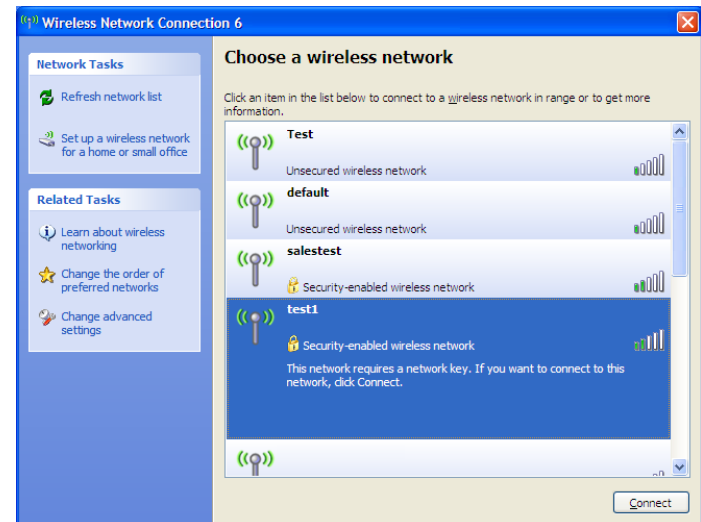 Wireless Network Connection 6
Network Tasks
Refresh network list
Set up a wireless network
for a home or small office
Related Tasks
Learn about wireless
networking
Change the order of
preferred networks
Change advanced
settings
Choose a wireless network
Click an item in the list below to connect to a wireless network in range or to get more
information.
Test
Unsecured wireless network
default
Unsecured wireless network
salestest
Security-enabled wireless network
test1
Security-enabled wireless network
This network requires a network key. If you want to connect to this
network, click Connect.
Connect